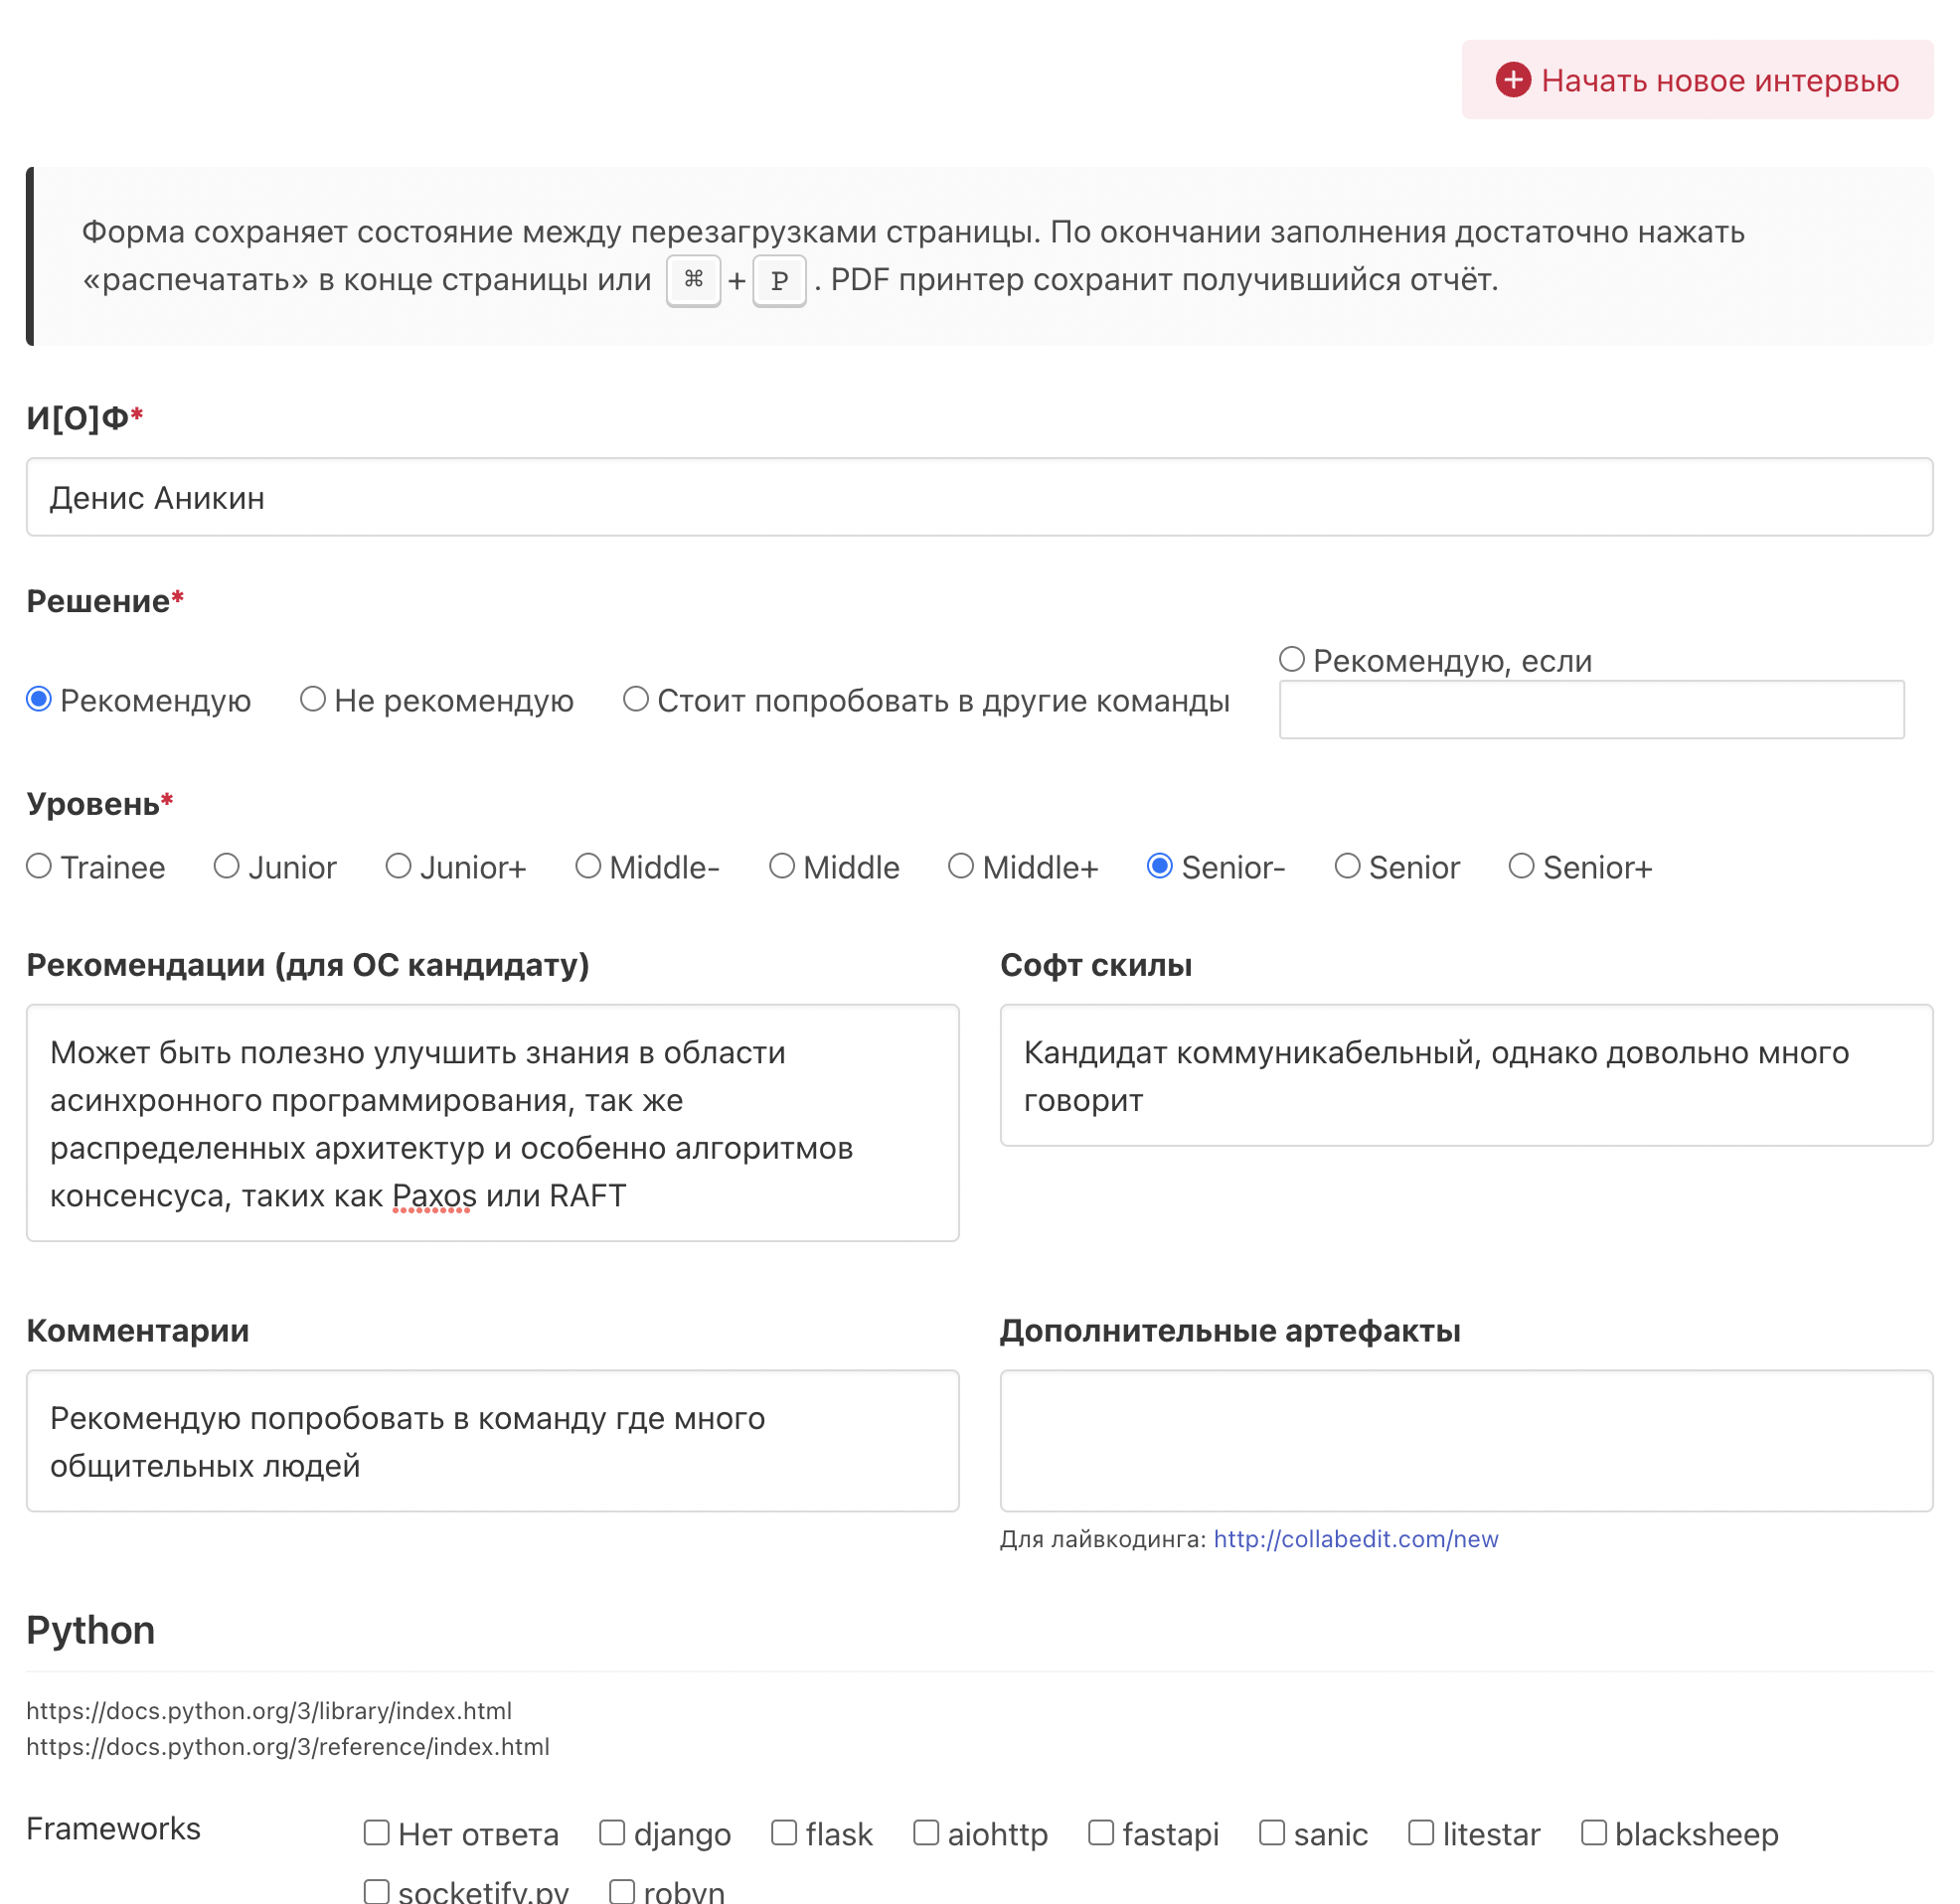 Начать новое интервью
Форма сохраняет состояние между перезагрузками страницы. По окончании заполнения достаточно нажать
«распечатать» в конце страницы или ⌘ + P . PDF принтер сохранит получившийся отчёт.
И[О]Ф*
Денис Аникин
Решение*
Рекомендую Не рекомендую Стоит попробовать в другие команды Рекомендую, если
Уровень*
Trainee Junior Junior+ Middle- Middle Middle+ Senior- Senior Senior+
Рекомендации (для ОС кандидату)
Может быть полезно улучшить знания в области
асинхронного программирования, так же
распределенных архитектур и особенно алгоритмов
консенсуса, таких как Paxos или RAFT
Софт скилы
Кандидат коммуникабельный, однако довольно много
говорит
Комментарии
Рекомендую попробовать в команду где много
общительных людей
Дополнительные артефакты
Для лайвкодинга: http://collabedit.com/new
Python
https://docs.python.org/3/library/index.html
https://docs.python.org/3/reference/index.html
Frameworks Нет ответа django flask aiohttp fastapi sanic litestar blacksheep
socketify.py robyn